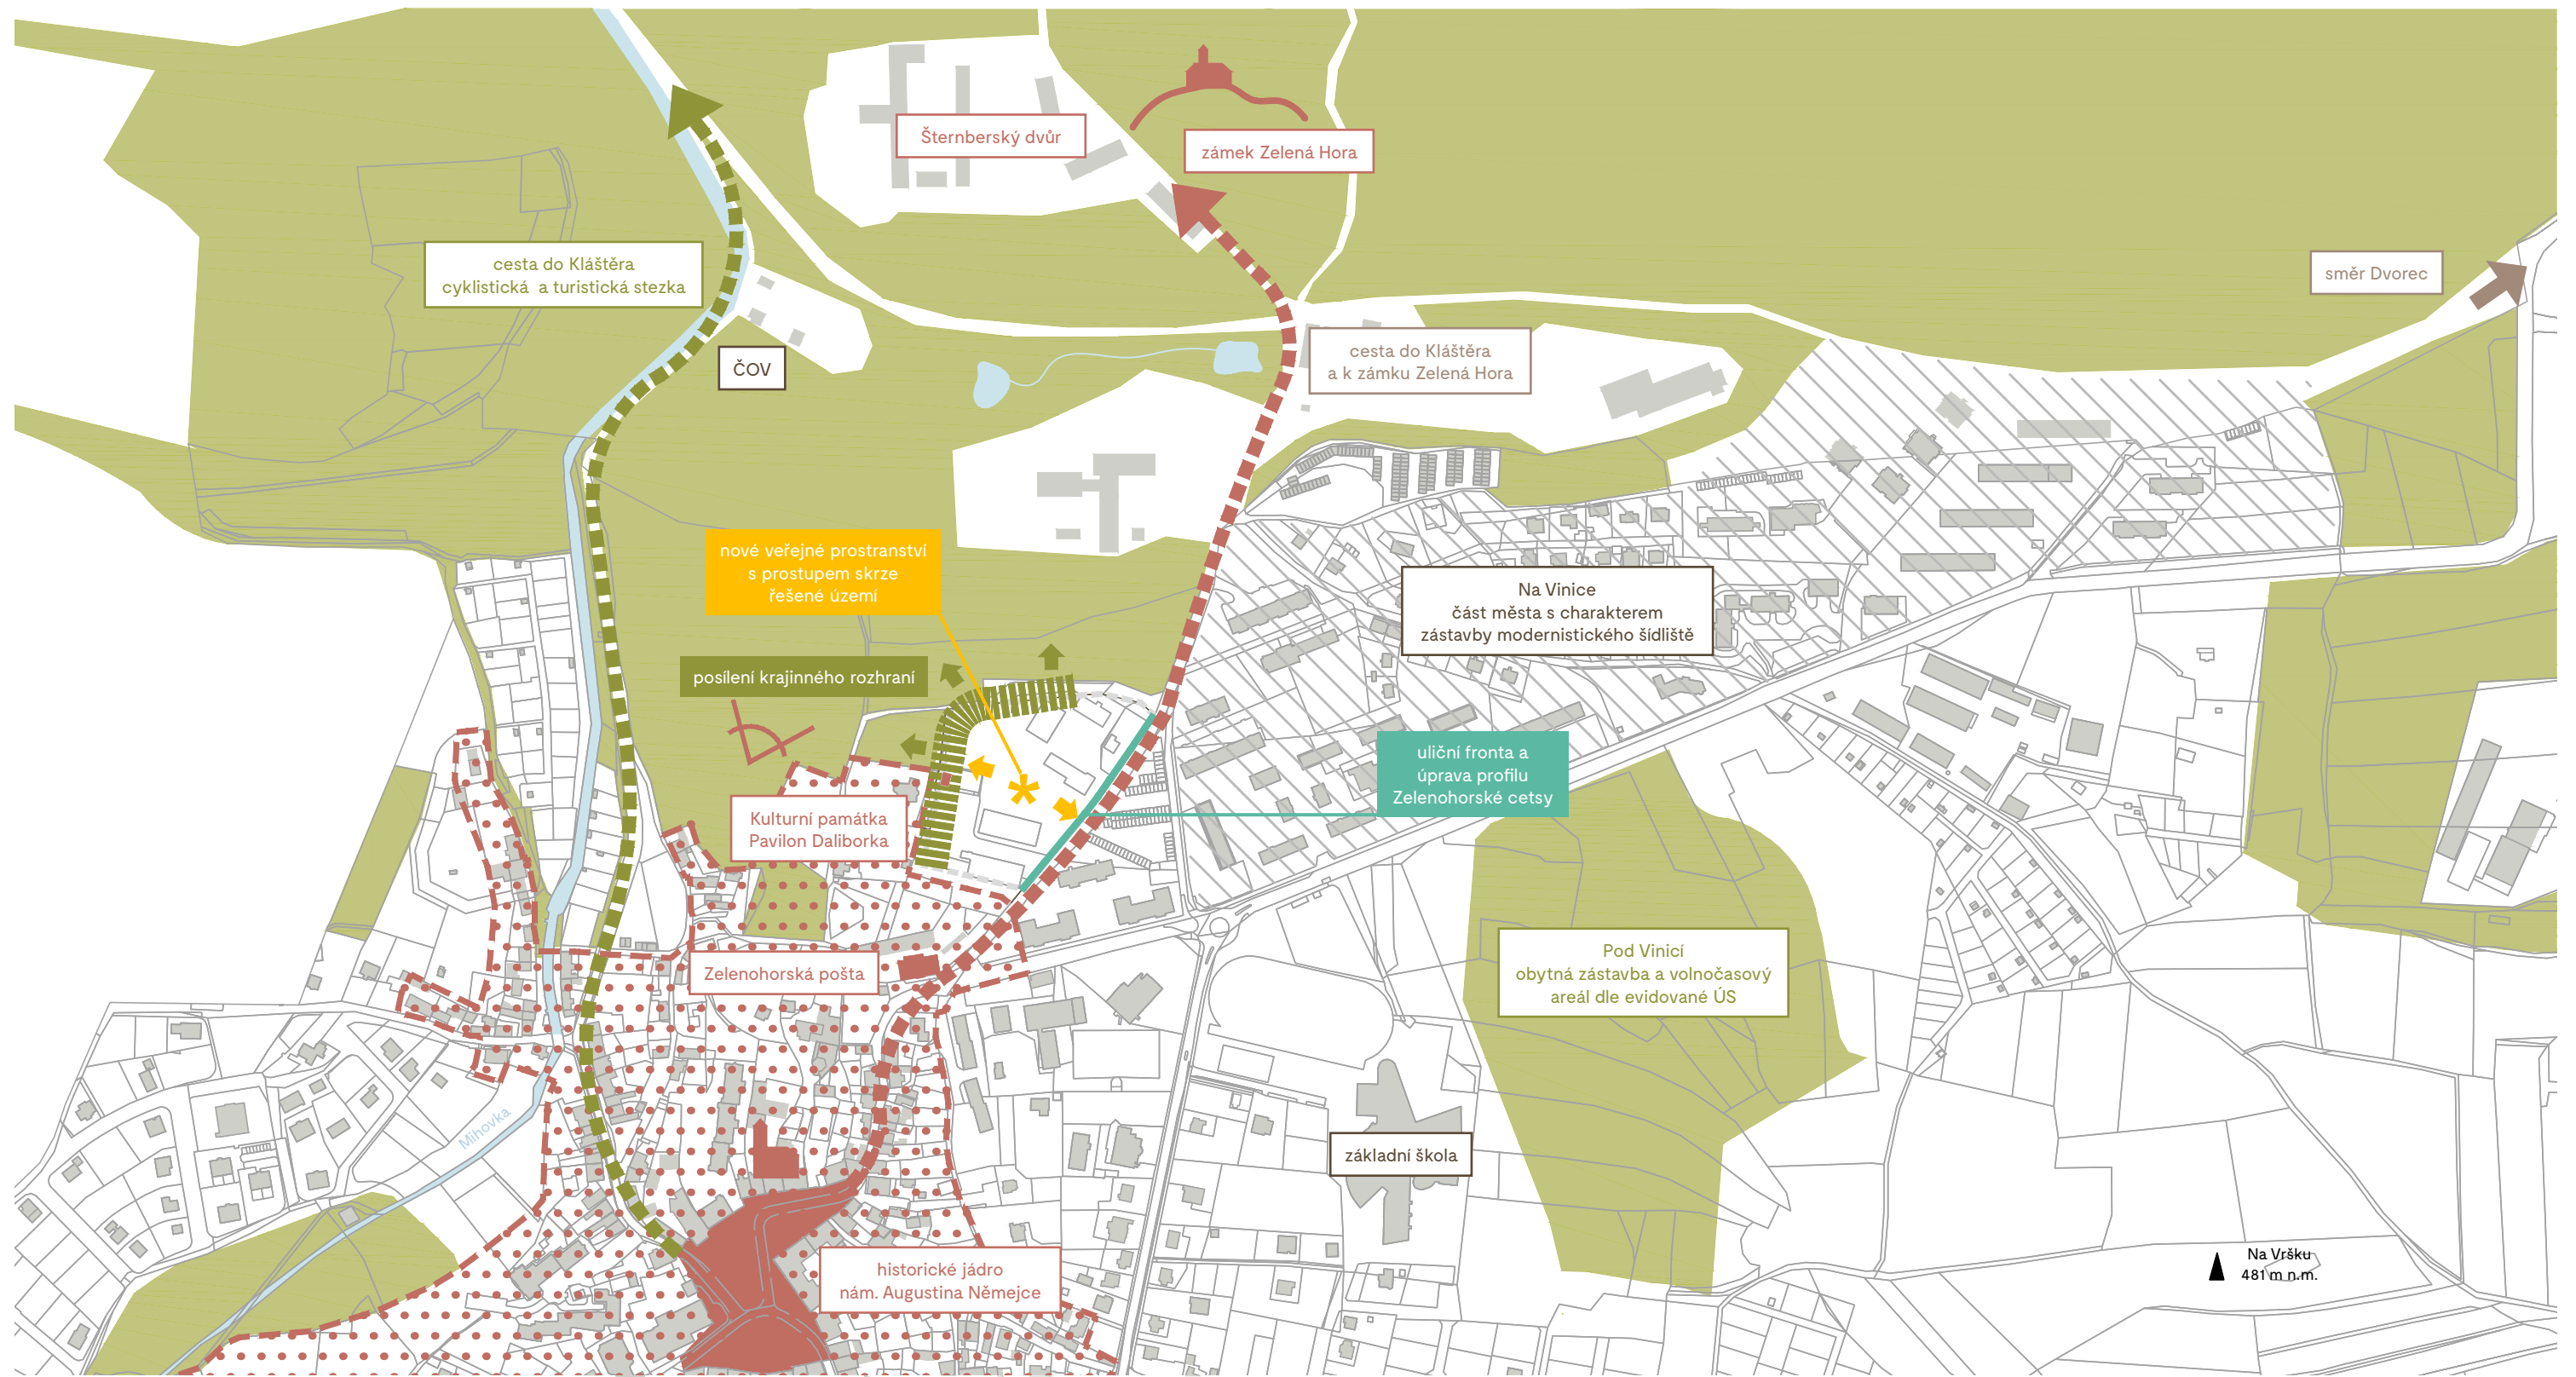 Šternberský dvůr
zámek Zelená Hora
cesta do Kláštěra
cyklistická a turistická stezka
směr Dvorec
ČOV
cesta do Kláštěra
a k zámku Zelená Hora
nové veřejné prostranství
s prostupem skrze
řešené území
Na Vinice
část města s charakterem
zástavby modernistického šídliště
posílení krajinného rozhraní
uliční fronta a
úprava profilu
Zelenohorské cetsy
Kulturní památka
Pavilon Daliborka
Zelenohorská pošta
Pod Vinicí
obytná zástavba a volnočasový
areál dle evidované ÚS
Mihovka
základní škola
historické jádro
nám. Augustina Němejce
Na Vršku
481 m n.m.